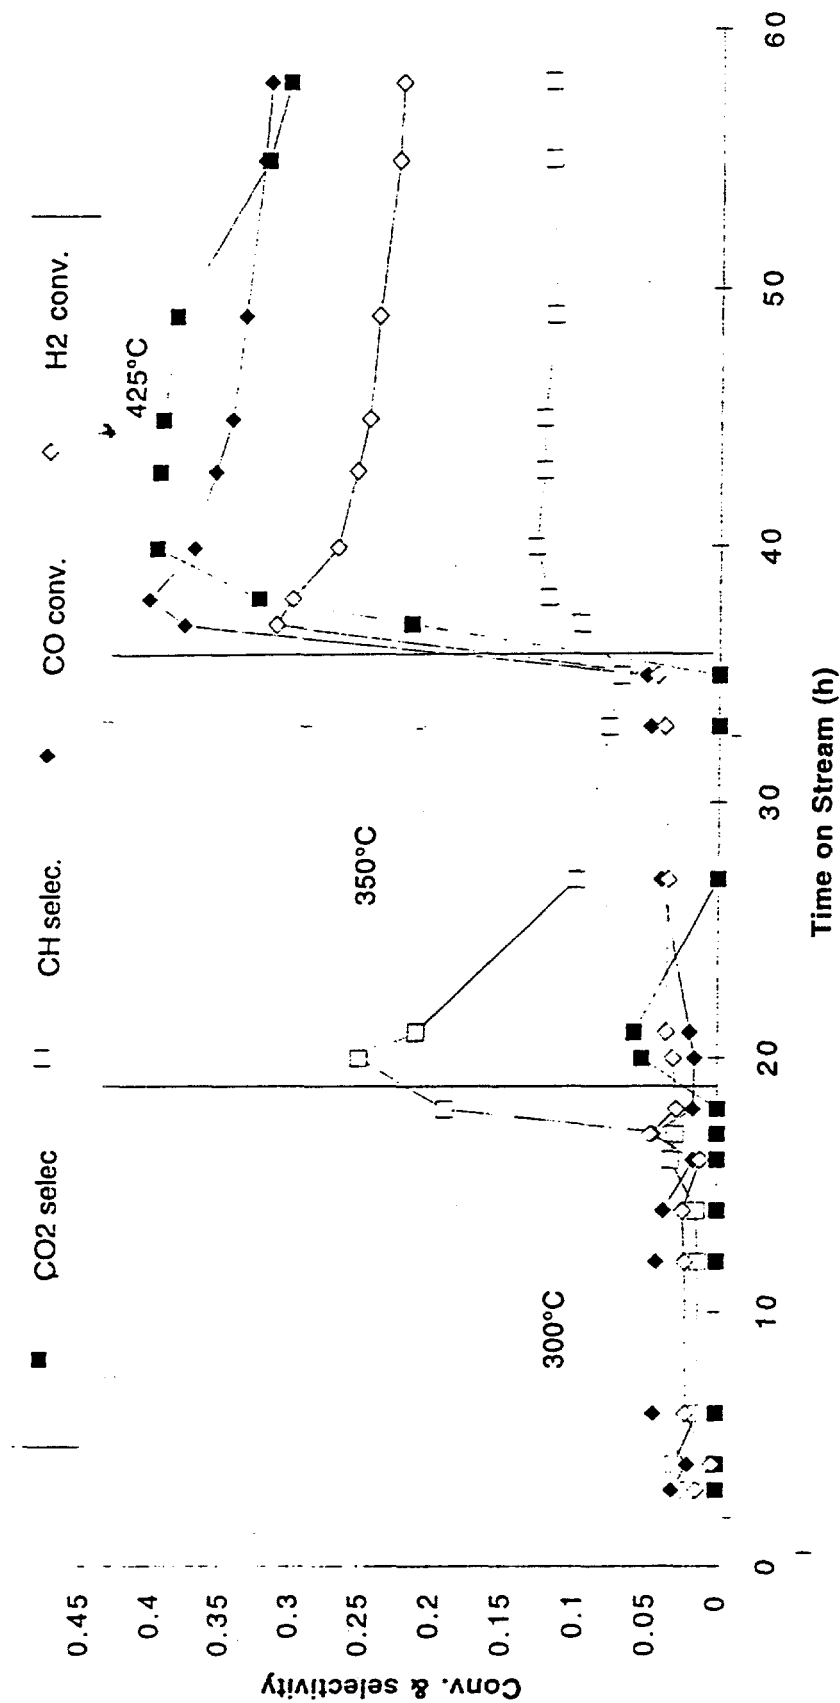 CO2 selec
CH selec.
CO conv.
H2 conv.
425°C
350°C
300°C
Conv. & selectivity
0.45
0.4
0.35
0.3
0.25
0.2
0.15
0.1
0.05
0
0
10
20
30
40
50
60
Time on Stream (h)